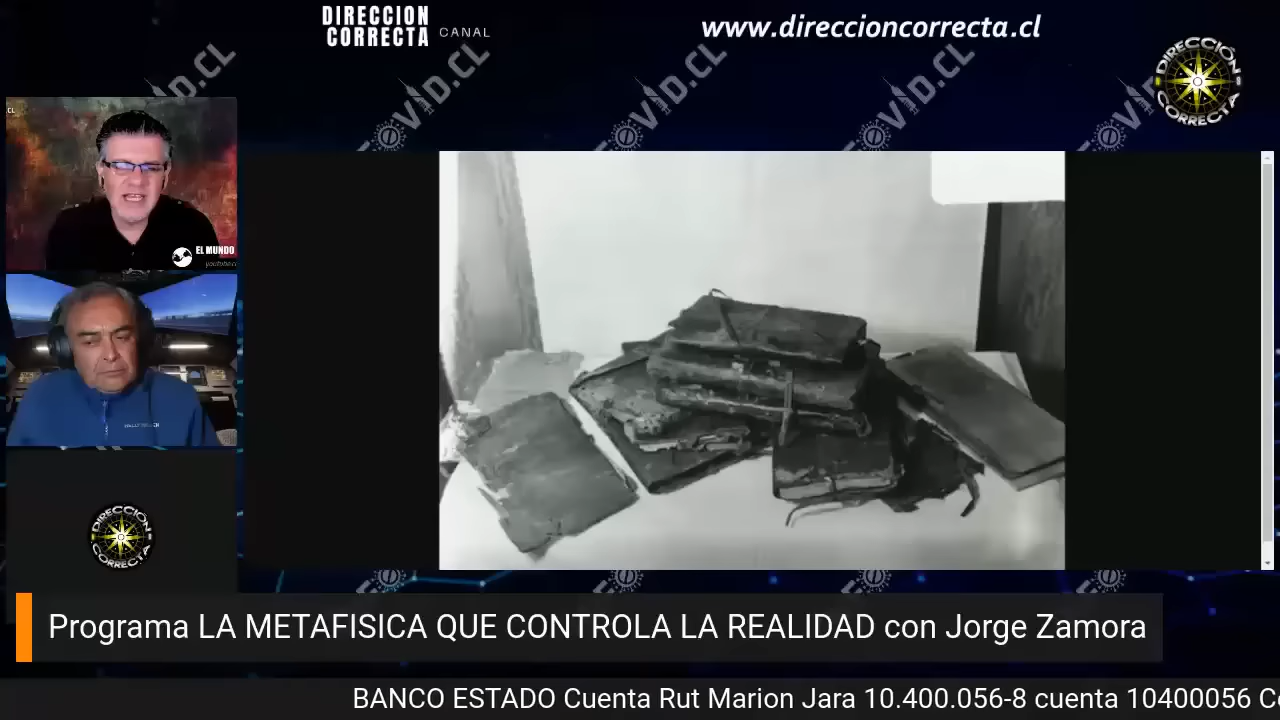 DIRECCION
CORRECTA CANAL
www.direccioncorrecta.cl
DIRECCIÓN
CORRECTA
CL
EL MUNDO
DIRECCIÓN
CORRECTA
Programa LA METAFISICA QUE CONTROLA LA REALIDAD con Jorge Zamora
BANCO ESTADO Cuenta Rut Marion Jara 10.400.056-8 cuenta 10400056 C